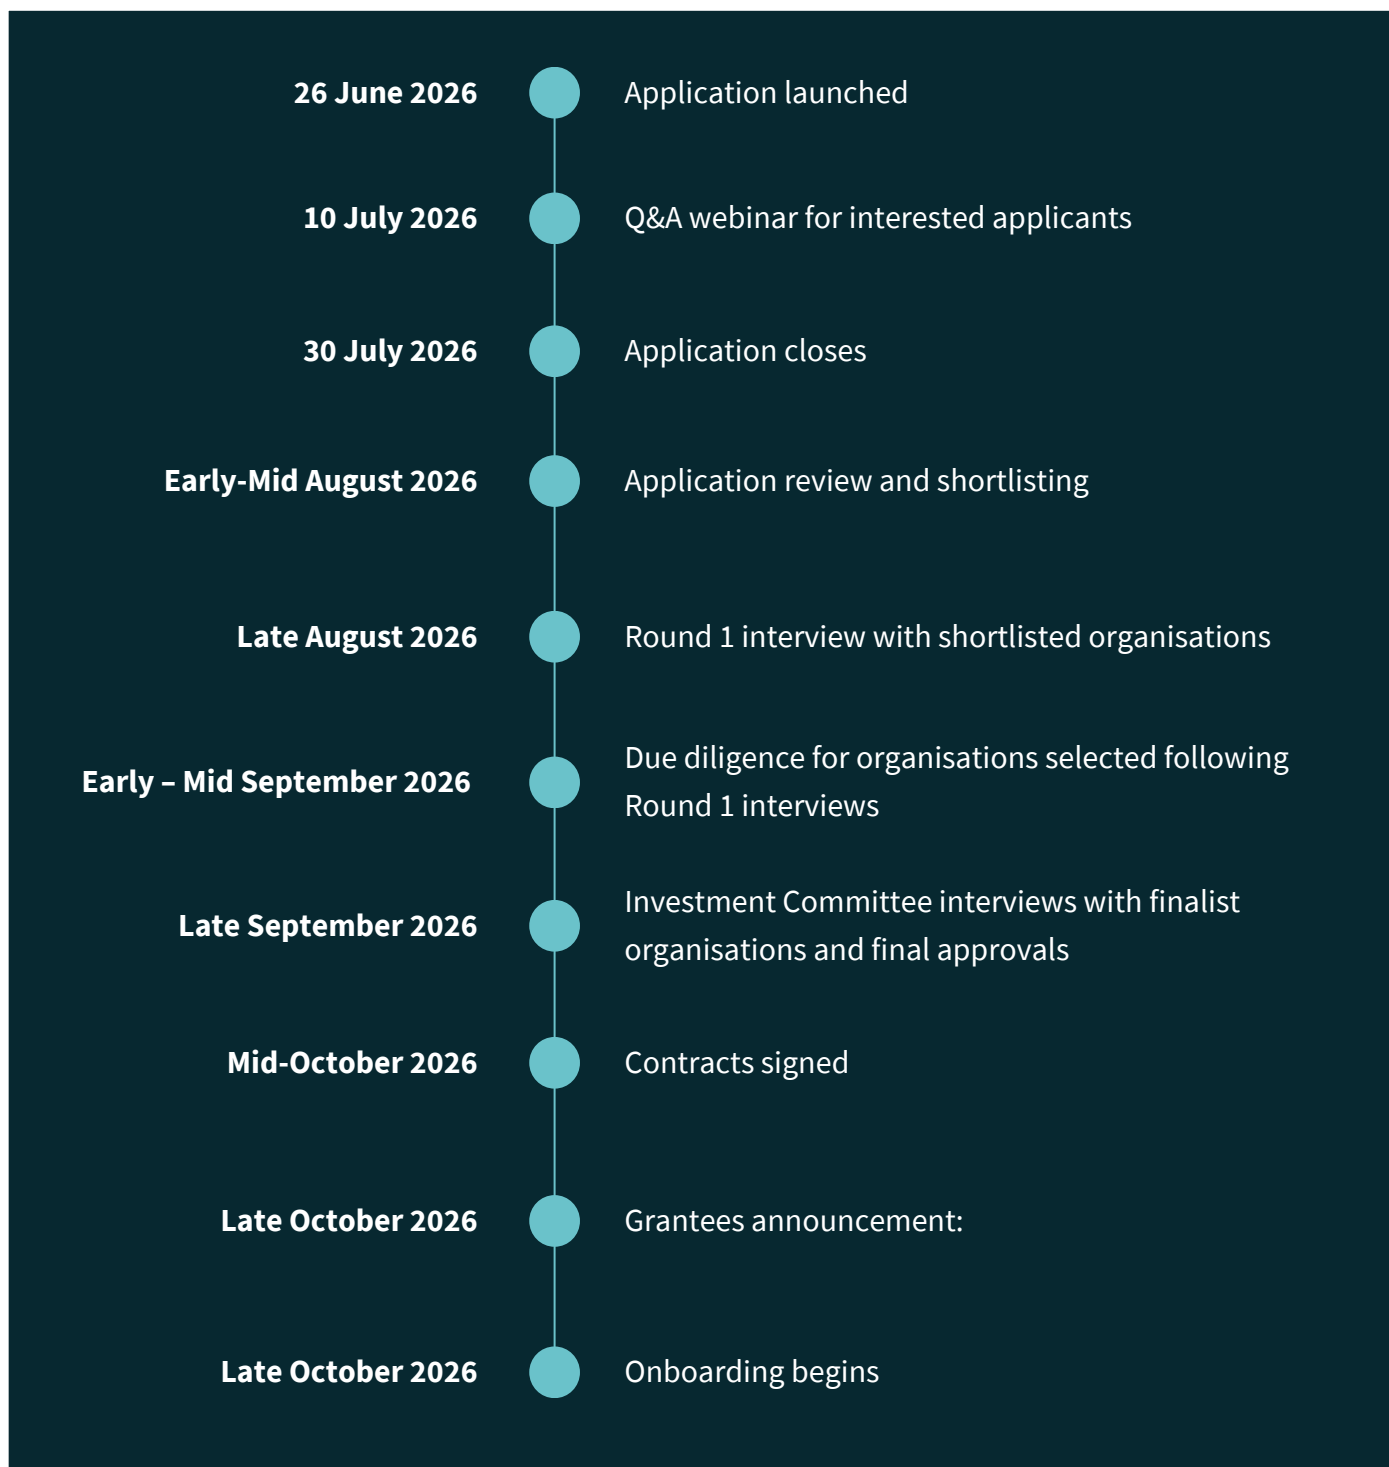 26 June 2026 Application launched
10 July 2026 Q&A webinar for interested applicants
30 July 2026 Application closes
Early-Mid August 2026 Application review and shortlisting
Late August 2026 Round 1 interview with shortlisted organisations
Early – Mid September 2026 Due diligence for organisations selected following
Round 1 interviews
Late September 2026 Investment Committee interviews with finalist
organisations and final approvals
Mid-October 2026 Contracts signed
Late October 2026 Grantees announcement:
Late October 2026 Onboarding begins